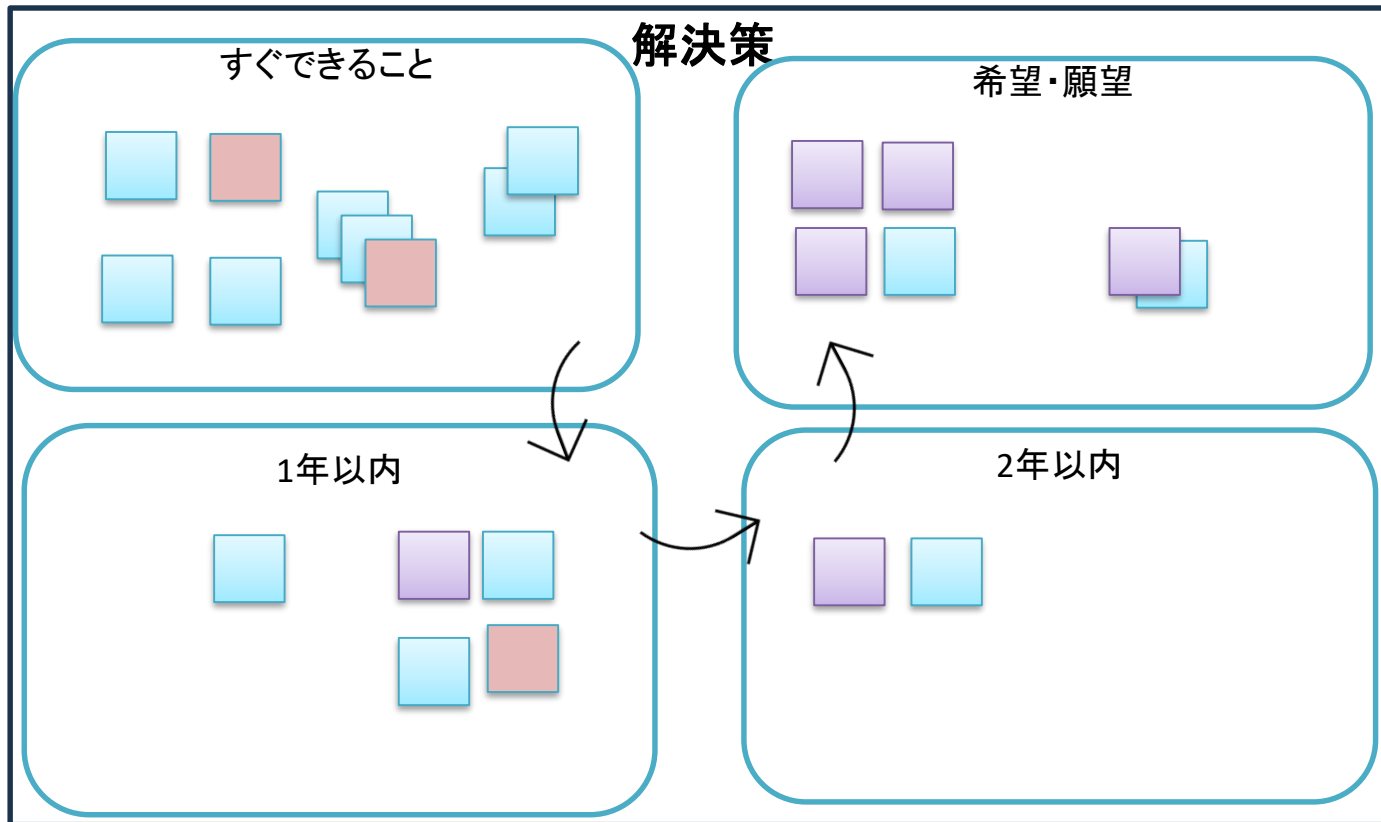 解決策
すぐできること
希望・願望
1年以内
2年以内